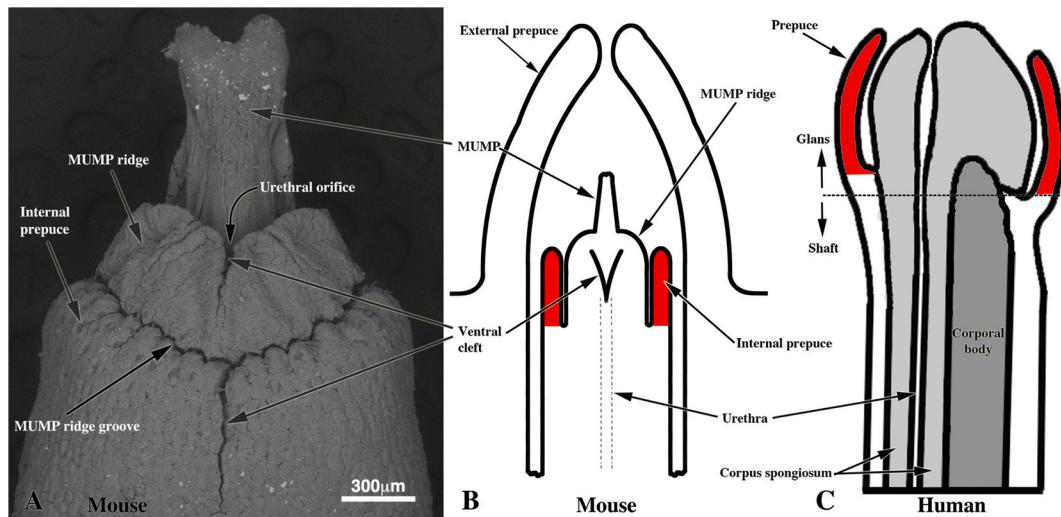 MUMP ridge
Internal
prepuce
Urethral orifice
MUMP ridge groove
A
Mouse
300μm
External prepuce
MUMP ridge
MUMP
Ventral
cleft
Internal prepuce
Urethra
Corpus spongiosum
B
Mouse
Prepuce
Glans
Shaft
Corporal
body
C
Human